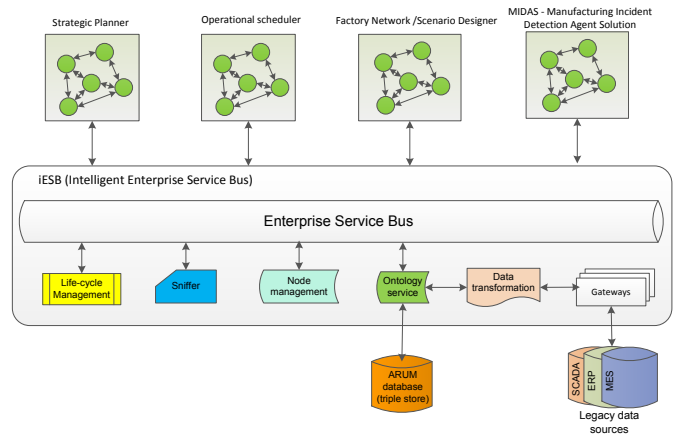 Strategic Planner
Operational scheduler
Factory Network /Scenario Designer
MIDAS - Manufacturing Incident
Detection Agent Solution
iESB (Intelligent Enterprise Service Bus)
Enterprise Service Bus
Life-cycle
Management
Sniffer
Node
management
Ontology
service
Data
transformation
Gateways
ARUM
database
(triple store)
SCADA
ERP
MES
Legacy data
sources